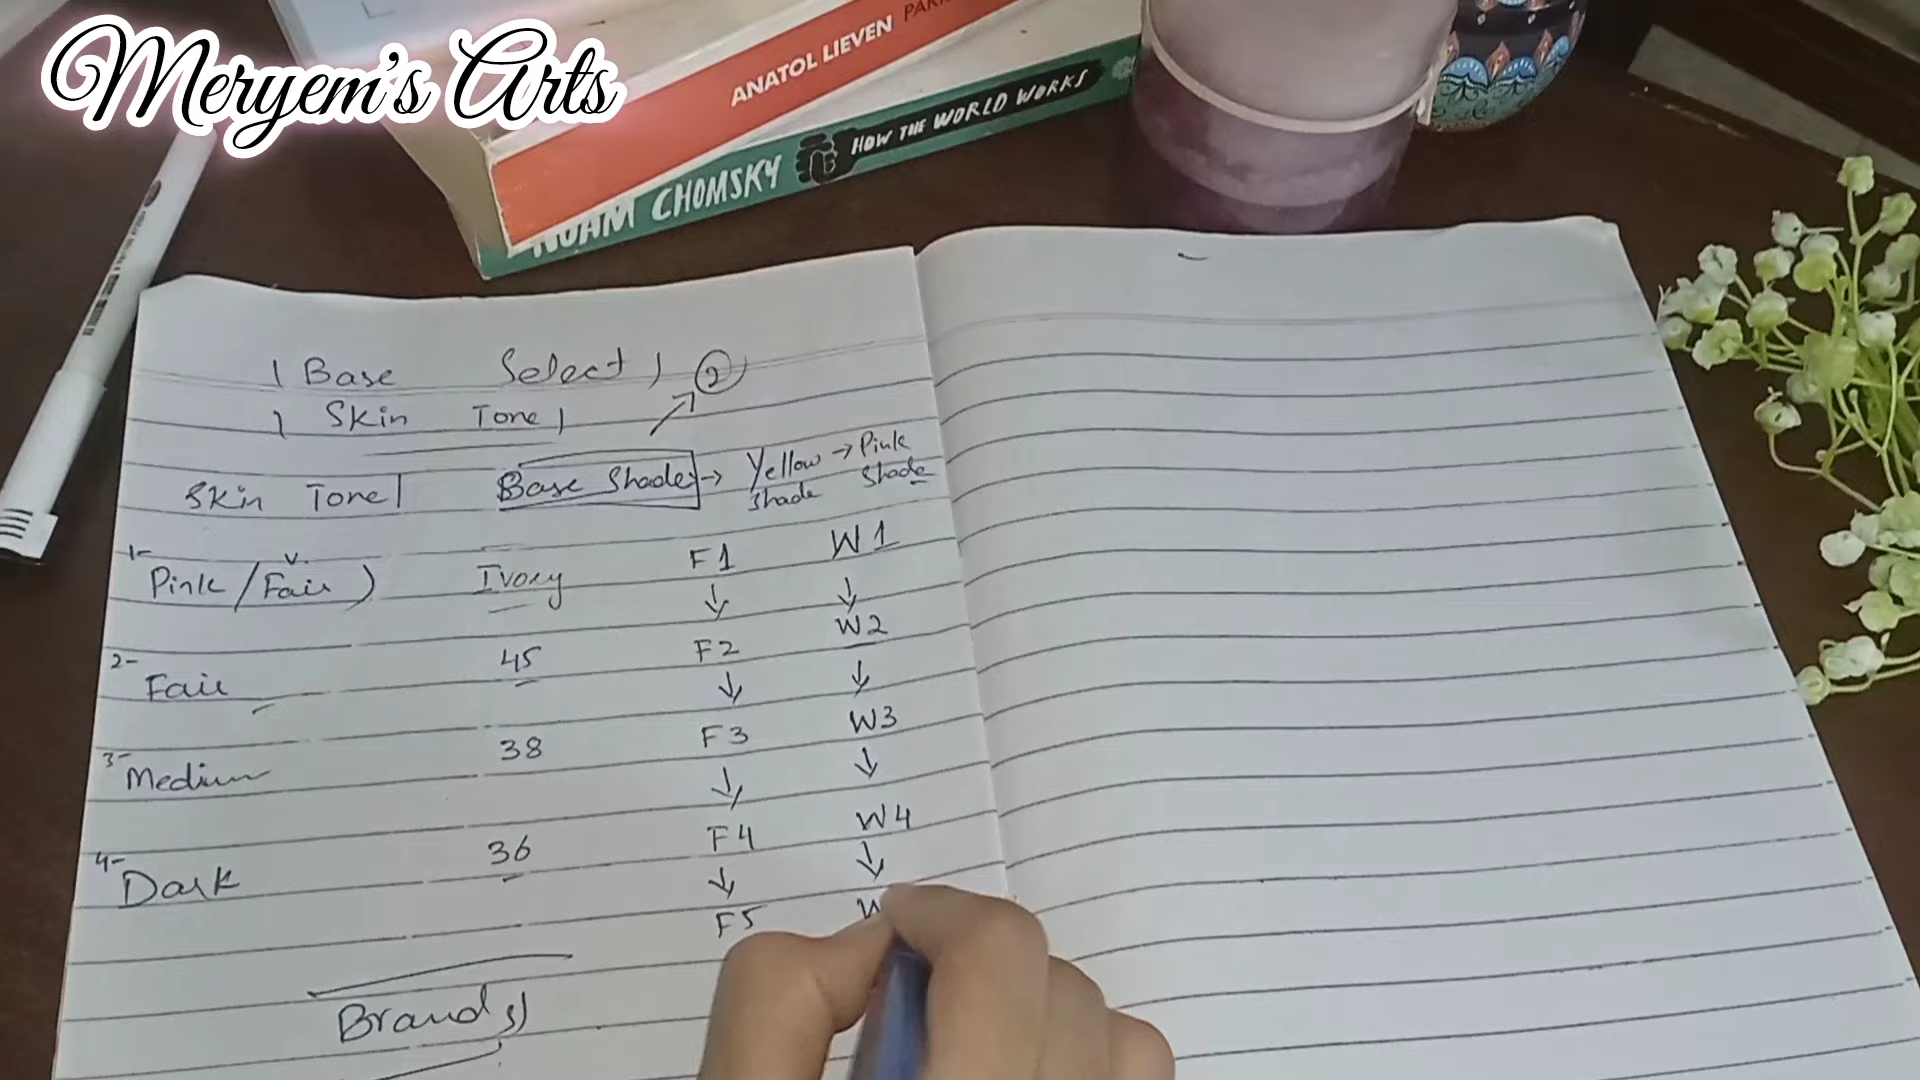 Meryem's Arts
ANATOL LIEVEN
NOAM CHOMSKY HOW THE WORLD WORKS
Base Select 2
Skin Tone
Skin Tone Base Shades → Yellow shade → Pink Shade
1- Pink / Fair) Ivory F1 W1
↓ ↓
2- Fair 45 F2 W2
↓ ↓
3- Medium 38 F3 W3
↓ ↓
4- Dark 36 F4 W4
↓ ↓
F5 W
Brands